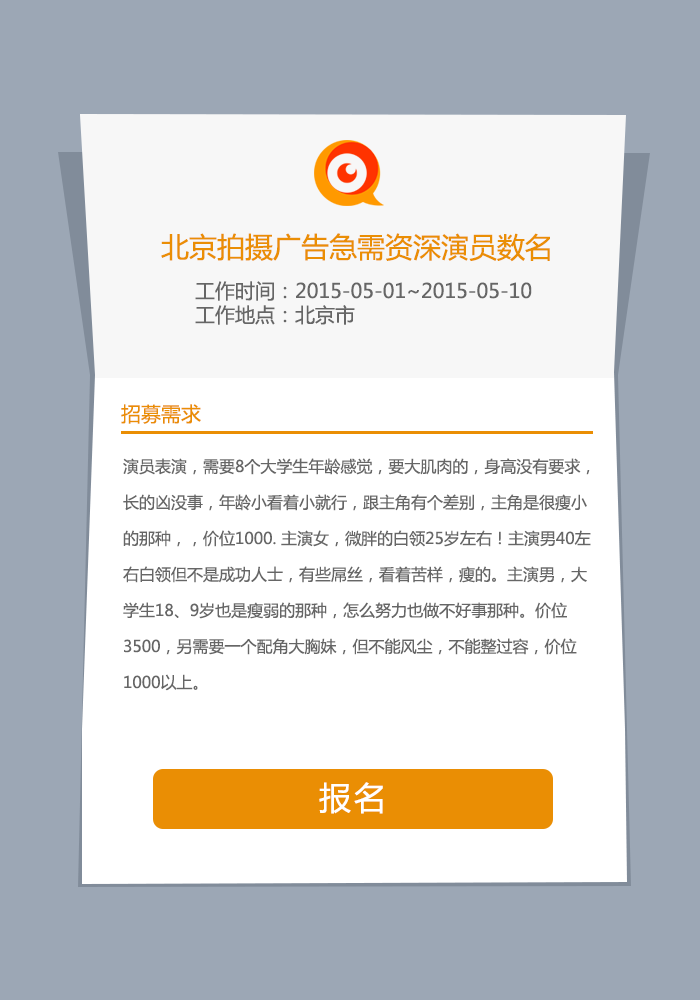 北京拍摄广告急需资深演员数名
工作时间：2015-05-01~2015-05-10
工作地点：北京市
招募需求
演员表演，需要8个大学生年龄感觉，要大肌肉的，身高没有要求，
长的凶没事，年龄小看着小就行，跟主角有个差别，主角是很瘦小
的那种，，价位1000. 主演女，微胖的白领25岁左右！主演男40左
右白领但不是成功人士，有些屌丝，看着苦样，瘦的。主演男，大
学生18、9岁也是瘦弱的那种，怎么努力也做不好事那种。价位
3500，另需要一个配角大胸妹，但不能风尘，不能整过容，价位
1000以上。
报名